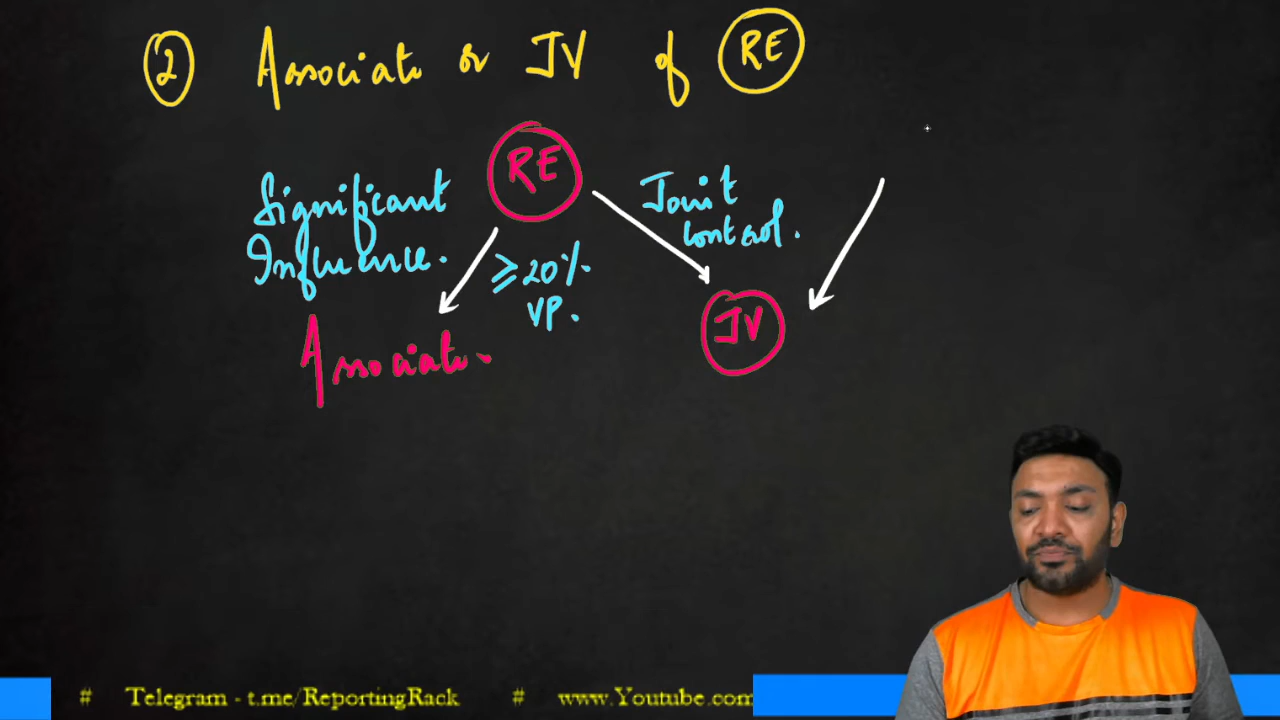 2 Associate or JV of RE
RE
Significant
Influence.
≥20%
VP.
Joint
control.
Associate.
JV
# Telegram - t.me/ReportingRack # www.Youtube.com